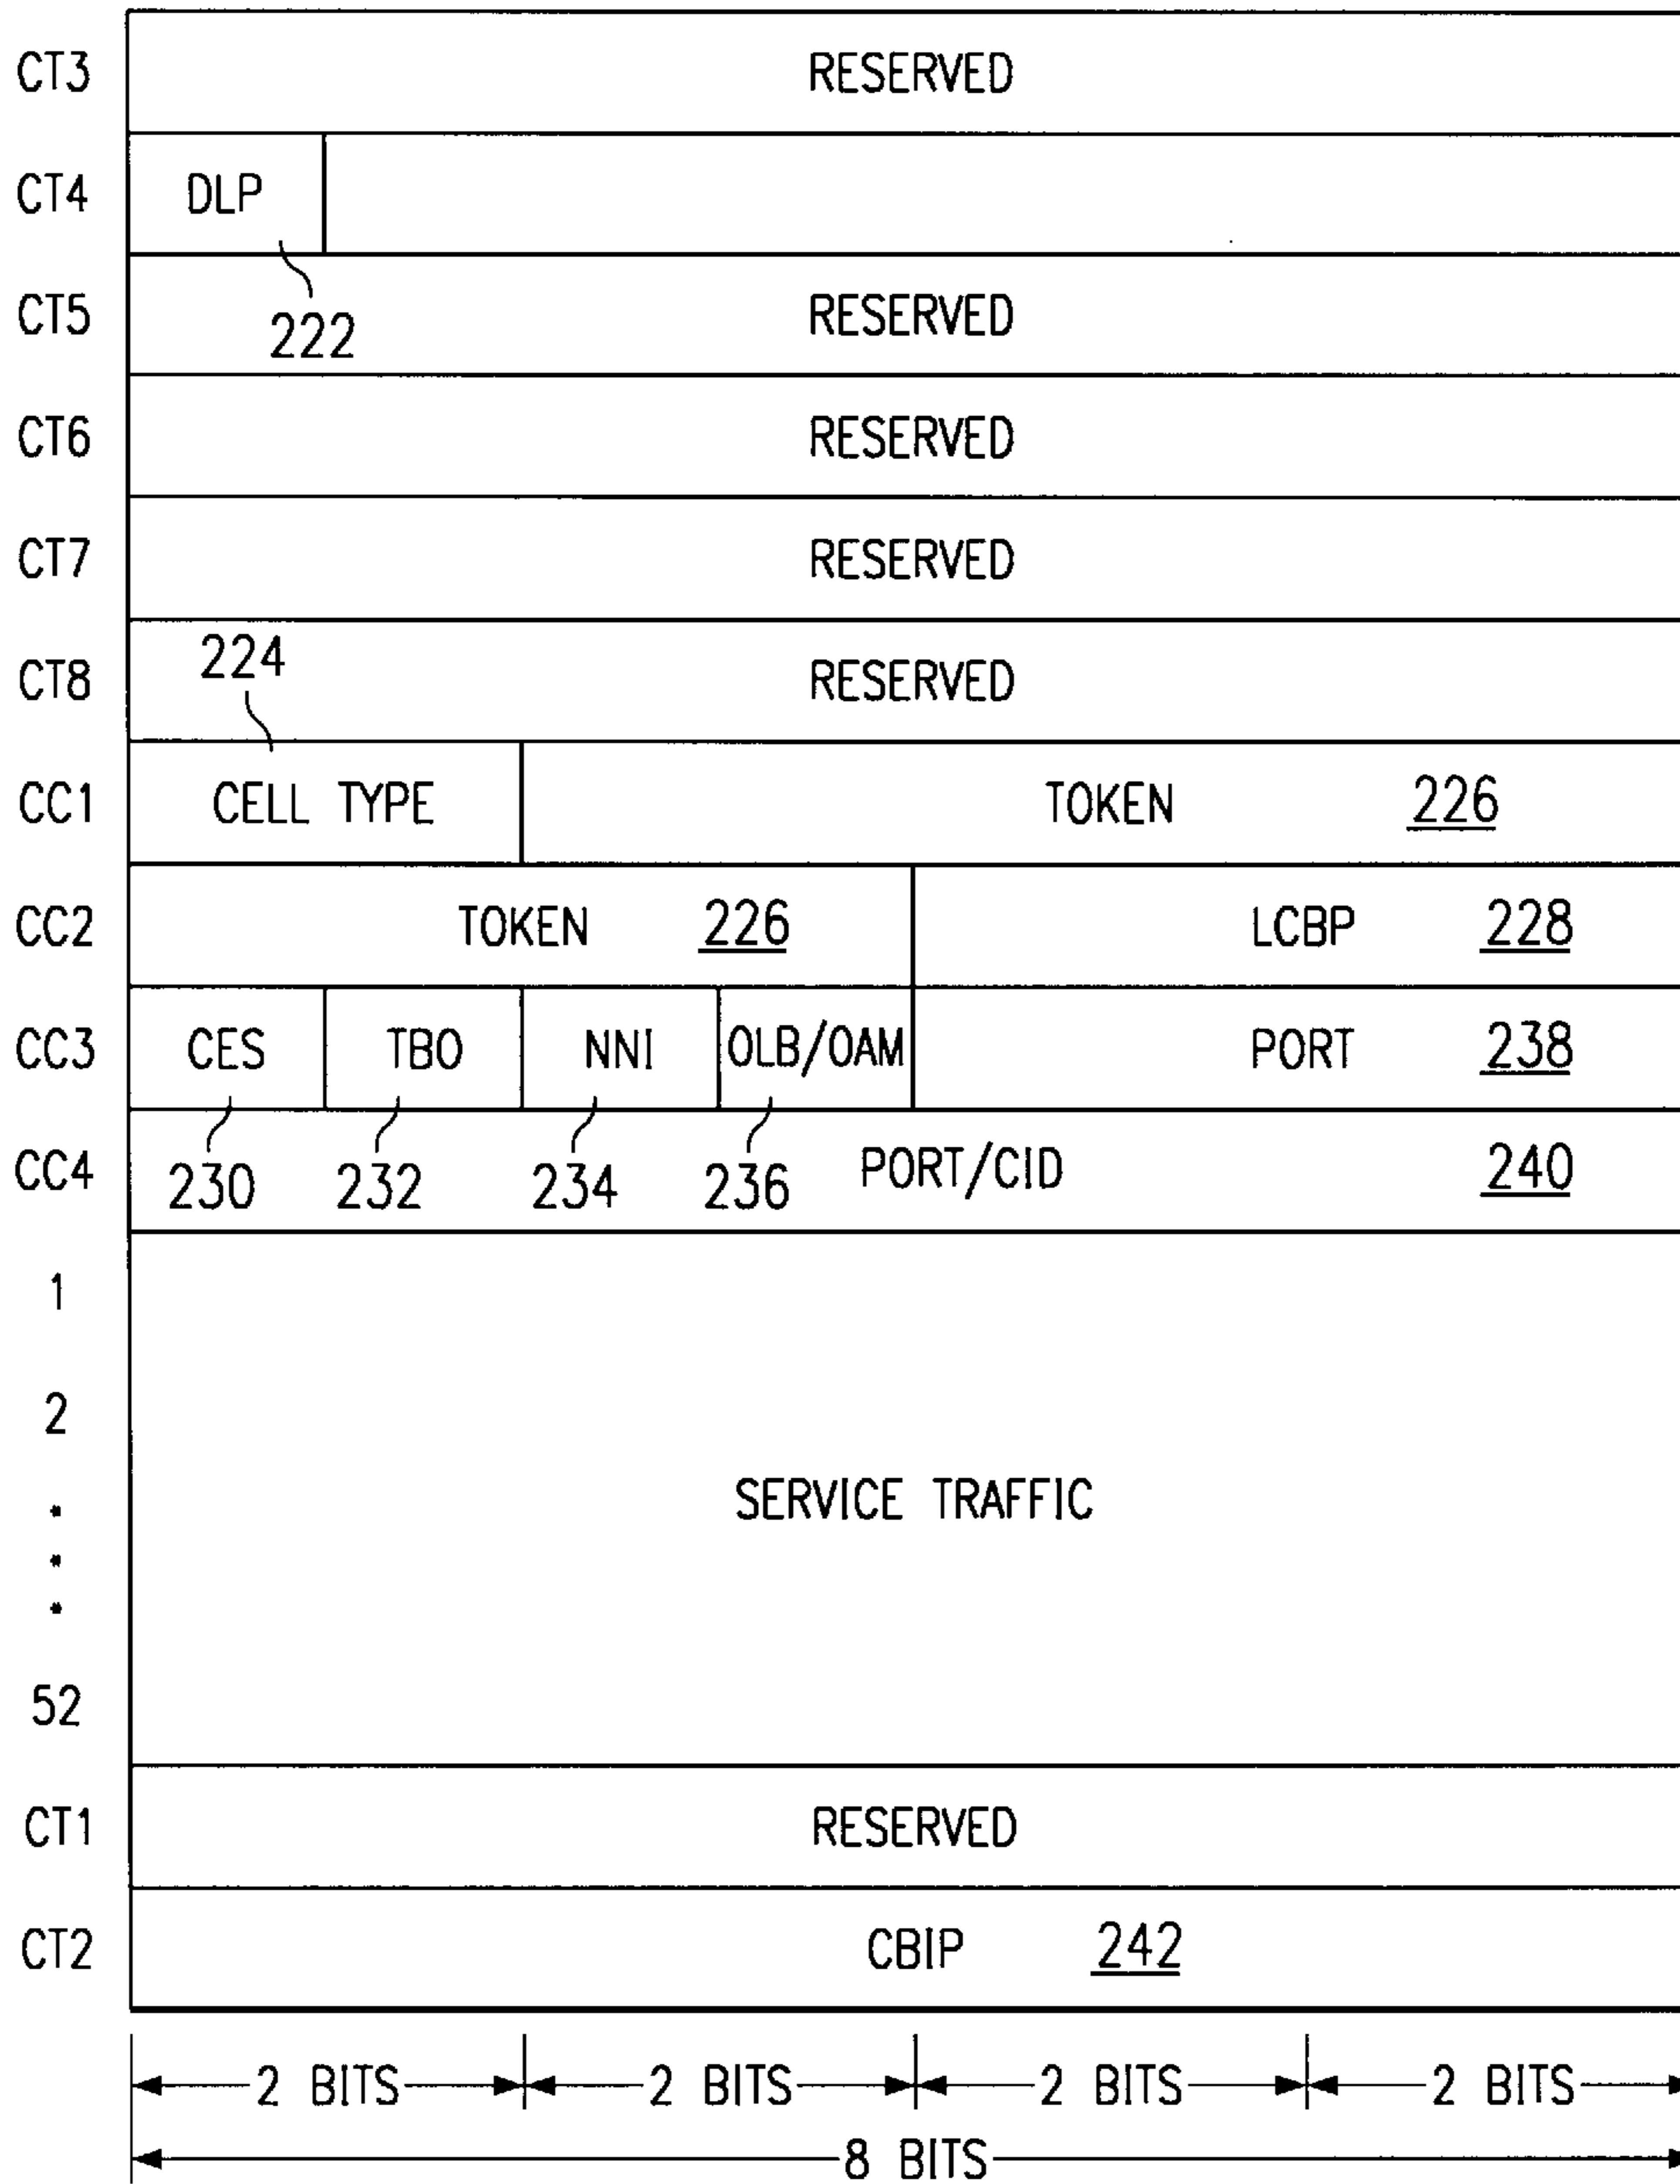 CT3 RESERVED
CT4 DLP
222
CT5 RESERVED
CT6 RESERVED
CT7 RESERVED
224
CT8 RESERVED
CC1 CELL TYPE TOKEN 226
CC2 TOKEN 226 LCBP 228
CC3 CES TBO NNI OLB/OAM PORT 238
CC4 230 232 234 236 PORT/CID 240
1
2
SERVICE TRAFFIC
52
CT1 RESERVED
CT2 CBIP 242
2 BITS 2 BITS 2 BITS 2 BITS
8 BITS